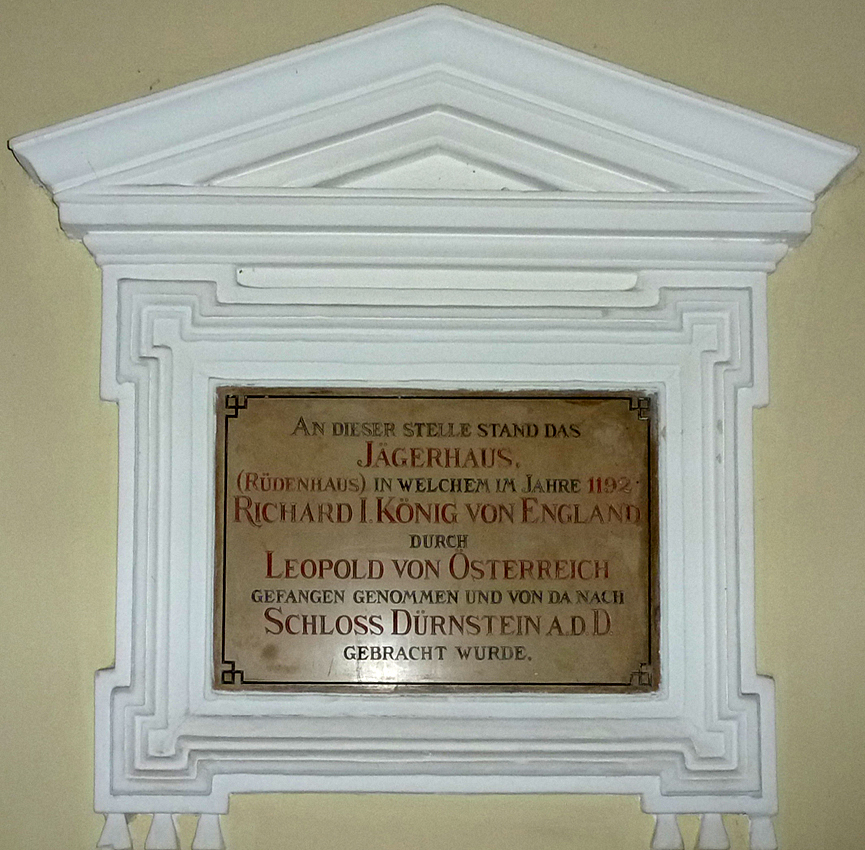 AN DIESER STELLE STAND DAS
JÄGERHAUS,
(RÜDENHAUS) IN WELCHEM IM JAHRE 1192
RICHARD I. KÖNIG VON ENGLAND
DURCH
LEOPOLD VON ÖSTERREICH
GEFANGEN GENOMMEN UND VON DA NACH
SCHLOSS DÜRNSTEIN A.D D.
GEBRACHT WURDE.